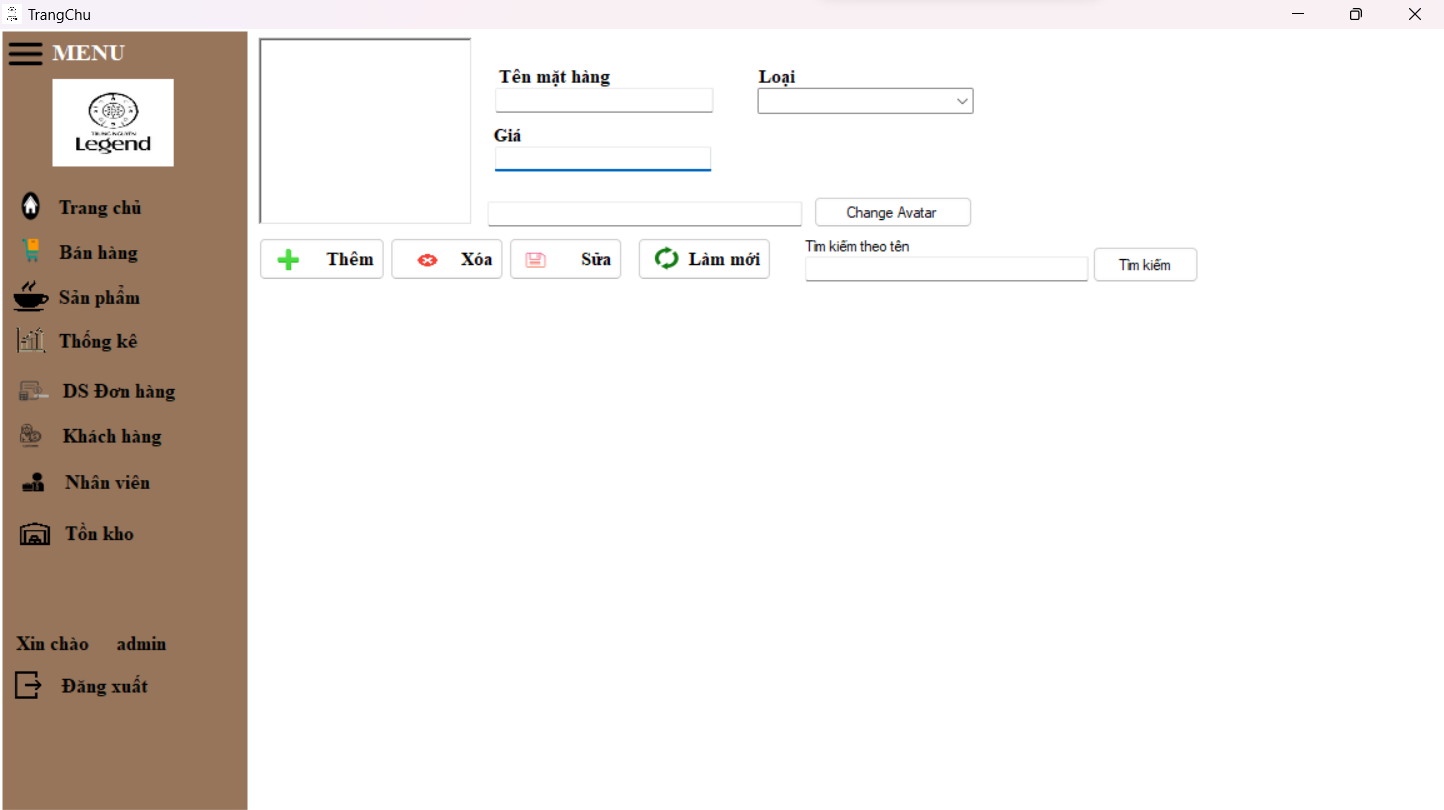 TrangChu
MENU
TRUNG NGUYÊN
Legend
Trang chủ
Bán hàng
Sản phẩm
Thống kê
DS Đơn hàng
Khách hàng
Nhân viên
Tồn kho
Xin chào admin
Đăng xuất
Tên mặt hàng
Loại
Giá
Change Avatar
Thêm
Xóa
Sửa
Làm mới
Tìm kiếm theo tên
Tìm kiếm